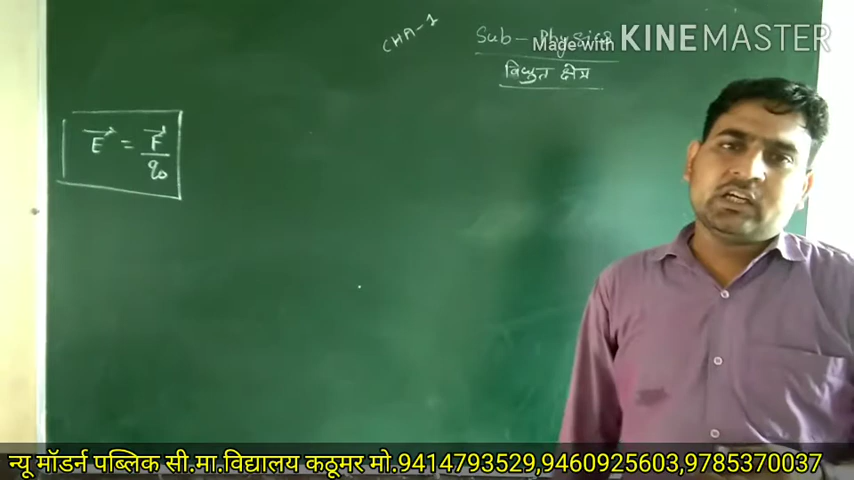 CHA-1
Sub - Physics
Made with KINEMASTER
विधुत क्षेत्र
E = F
q₀
न्यू मॉडर्न पब्लिक सी.मा.विद्यालय कठूमर मो.9414793529,9460925603,9785370037